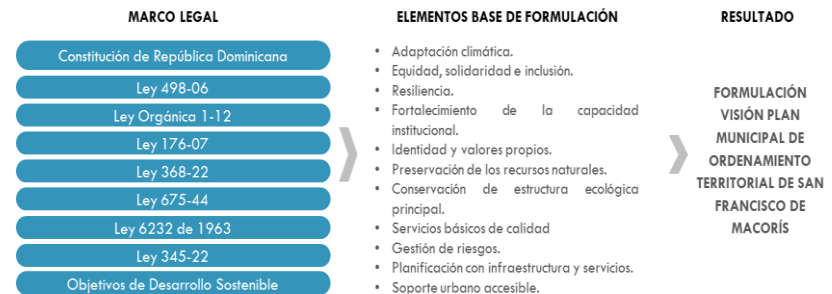 MARCO LEGAL
Constitución de República Dominicana
Ley 498-06
Ley Orgánica 1-12
Ley 176-07
Ley 368-22
Ley 675-44
Ley 6232 de 1963
Ley 345-22
Objetivos de Desarrollo Sostenible
ELEMENTOS BASE DE FORMULACIÓN
• Adaptación climática.
• Equidad, solidaridad e inclusión.
• Resiliencia.
• Fortalecimiento de la capacidad
institucional.
• Identidad y valores propios.
• Preservación de los recursos naturales.
• Conservación de estructura ecológica
principal.
• Servicios básicos de calidad
• Gestión de riesgos.
• Planificación con infraestructura y servicios.
• Soporte urbano accesible.
RESULTADO
FORMULACIÓN
VISIÓN PLAN
MUNICIPAL DE
ORDENAMIENTO
TERRITORIAL DE SAN
FRANCISCO DE
MACORÍS